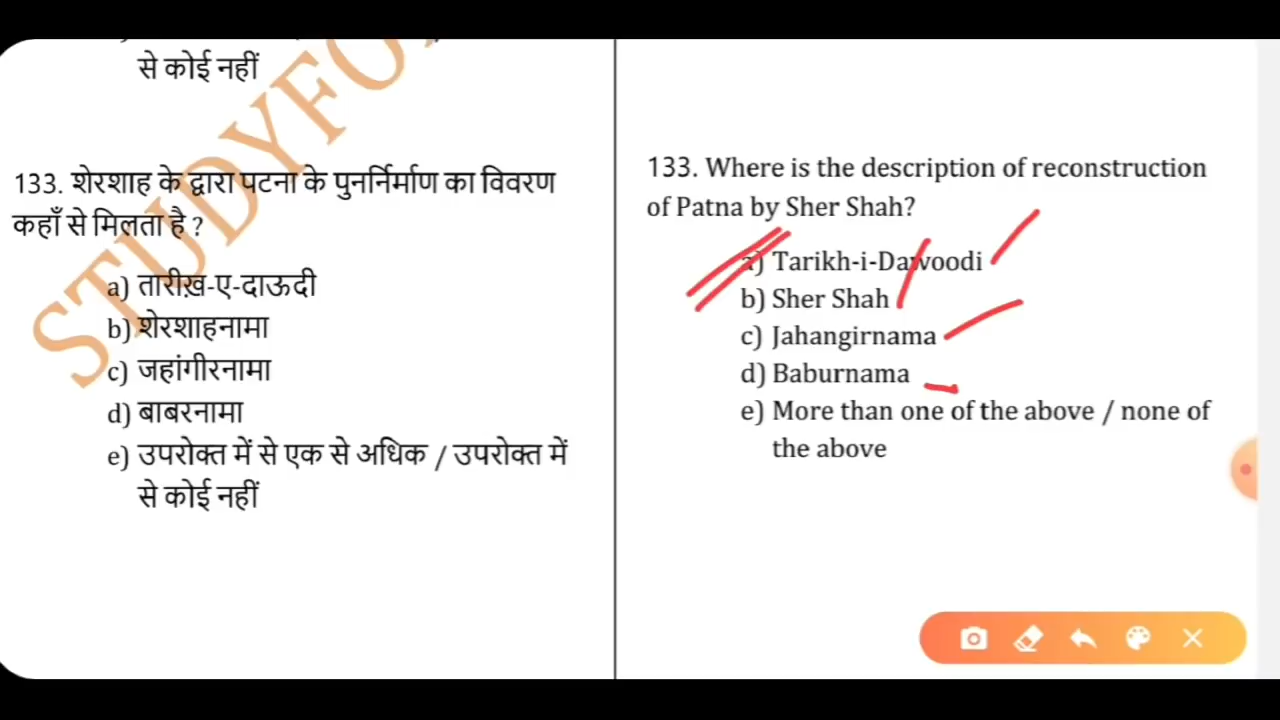 से कोई नहीं
133. शेरशाह के द्वारा पटना के पुनर्निर्माण का विवरण
कहाँ से मिलता है ?
a) तारीख़-ए-दाऊदी
b) शेरशाहनामा
c) जहांगीरनामा
d) बाबरनामा
e) उपरोक्त में से एक से अधिक / उपरोक्त में
से कोई नहीं
STUDYFO
133. Where is the description of reconstruction
of Patna by Sher Shah?
a) Tarikh-i-Dawoodi
b) Sher Shah
c) Jahangirnama
d) Baburnama
e) More than one of the above / none of
the above